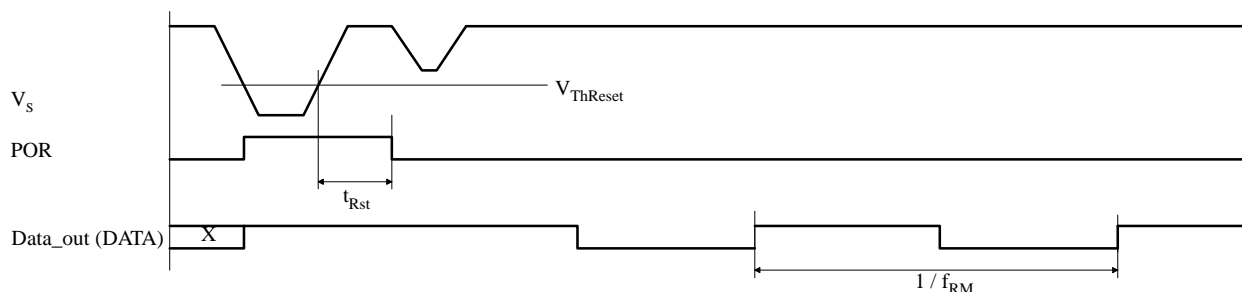 V_ThReset
V_S
POR
t_Rst
X
Data_out (DATA)
1 / f_RM